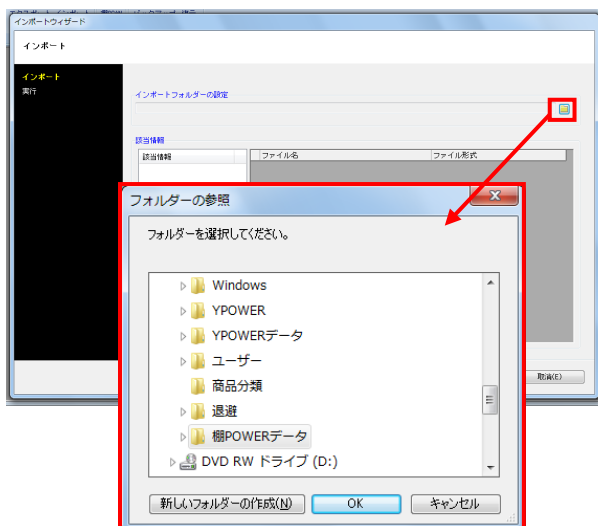 インポートウィザード
インポート
インポート
実行
インポートフォルダーの設定
該当情報
該当情報 ファイル名 ファイル形式
フォルダーの参照
フォルダーを選択してください。
Windows
YPOWER
YPOWERデータ
ユーザー
商品分類
退避
棚POWERデータ
DVD RW ドライブ (D:)
取消(E)
新しいフォルダーの作成(N) OK キャンセル